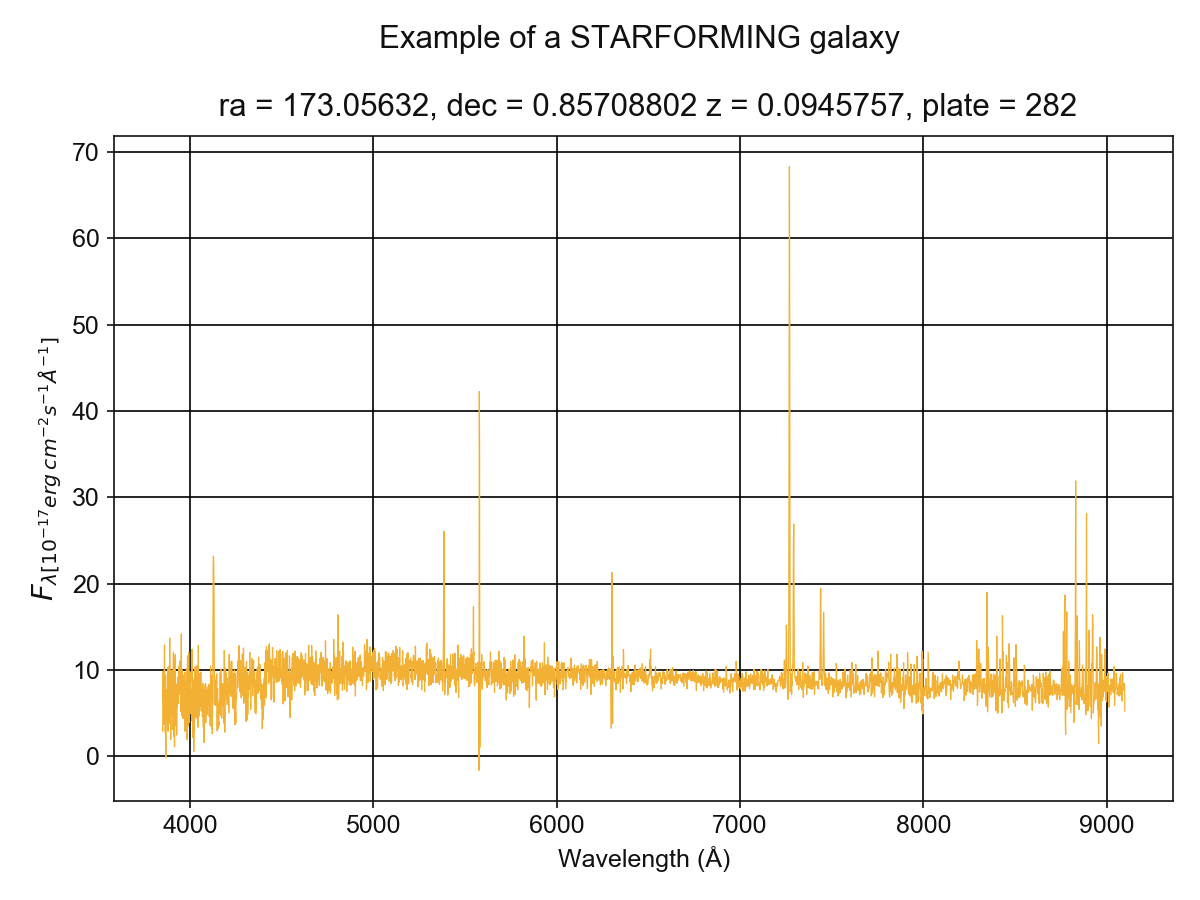 Example of a STARFORMING galaxy
ra = 173.05632, dec = 0.85708802 z = 0.0945757, plate = 282
70
60
50
40
30
20
10
0
F_{λ[10^{-17} erg cm^{-2} s^{-1} Å^{-1}]}
4000 5000 6000 7000 8000 9000
Wavelength (Å)